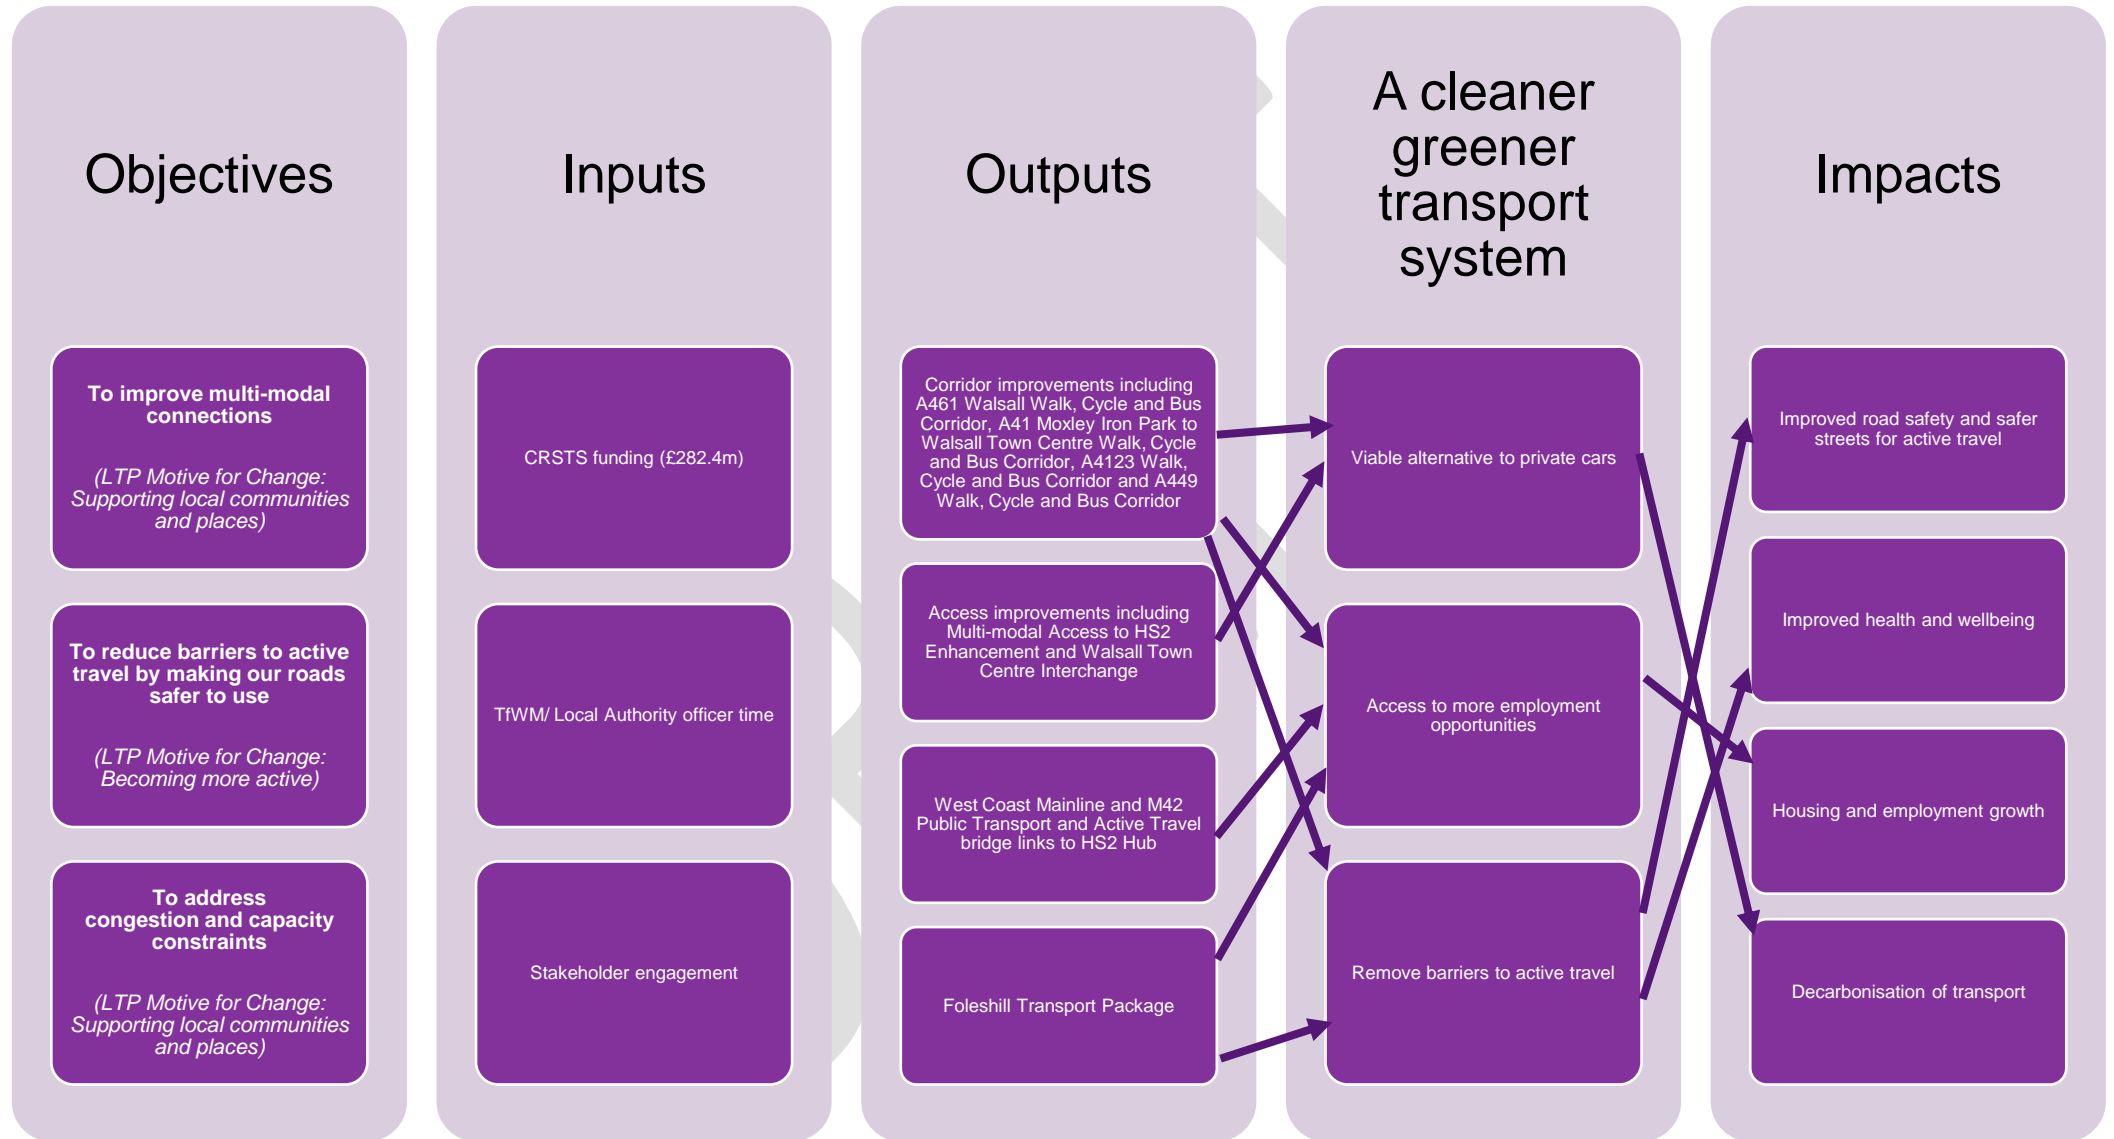 Objectives
To improve multi-modal
connections
(LTP Motive for Change:
Supporting local communities
and places)
To reduce barriers to active
travel by making our roads
safer to use
(LTP Motive for Change:
Becoming more active)
To address
congestion and capacity
constraints
(LTP Motive for Change:
Supporting local communities
and places)
Inputs
CRSTS funding (£282.4m)
TfWM/ Local Authority officer time
Stakeholder engagement
Outputs
Corridor improvements including
A461 Walsall Walk, Cycle and Bus
Corridor, A41 Moxley Iron Park to
Walsall Town Centre Walk, Cycle
and Bus Corridor, A4123 Walk,
Cycle and Bus Corridor and A449
Walk, Cycle and Bus Corridor
Access improvements including
Multi-modal Access to HS2
Enhancement and Walsall Town
Centre Interchange
West Coast Mainline and M42
Public Transport and Active Travel
bridge links to HS2 Hub
Foleshill Transport Package
A cleaner
greener
transport
system
Viable alternative to private cars
Access to more employment
opportunities
Remove barriers to active travel
Impacts
Improved road safety and safer
streets for active travel
Improved health and wellbeing
Housing and employment growth
Decarbonisation of transport